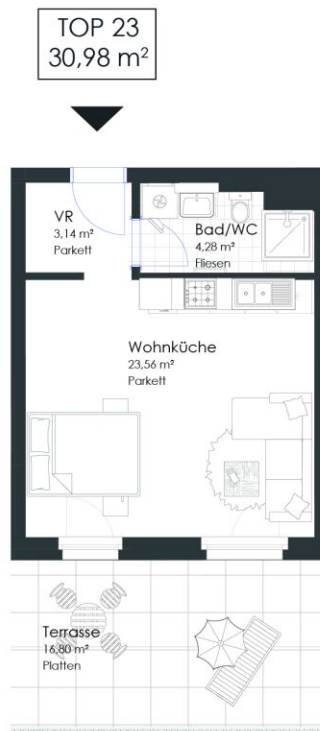 TOP 23
30,98 m²
VR
3,14 m²
Parkett
Bad/WC
4,28 m²
Fliesen
Wohnküche
23,56 m²
Parkett
Terrasse
16,80 m²
Platten